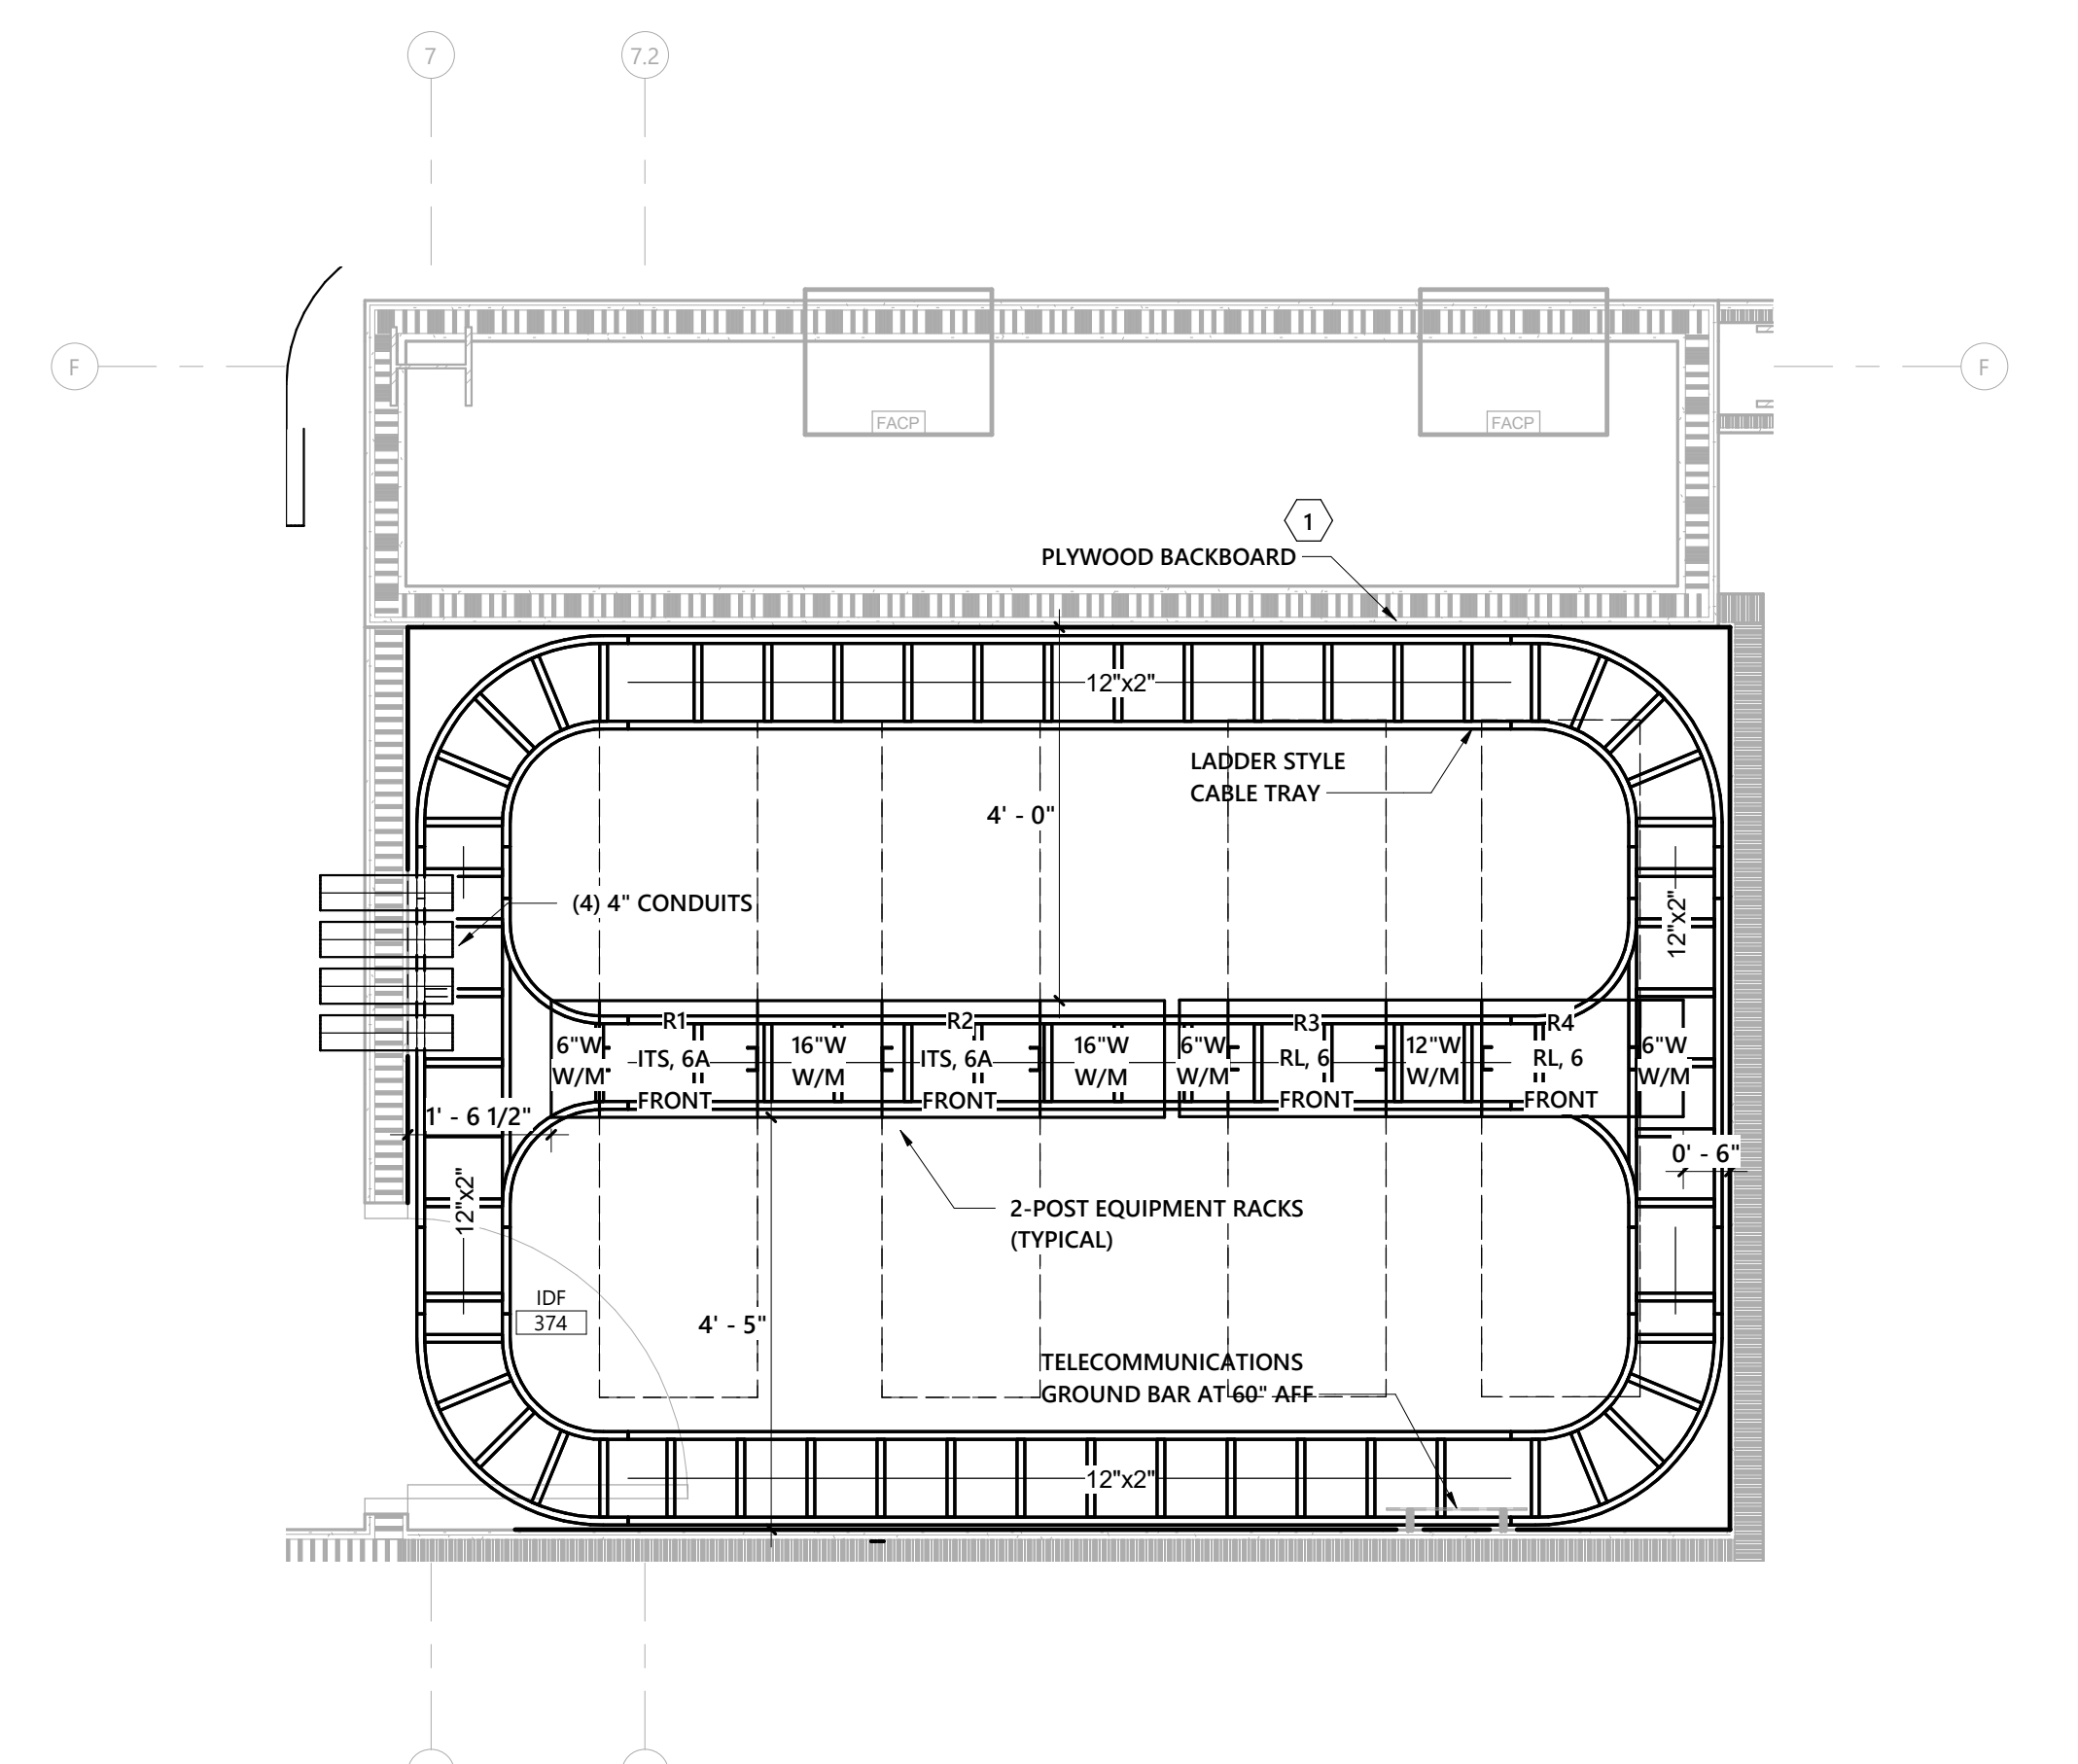 7
7.2
F
F
FACP
FACP
1
PLYWOOD BACKBOARD
12"x2"
LADDER STYLE
CABLE TRAY
4' - 0"
(4) 4" CONDUITS
12"x2"
R1
R2
R3
R4
6"W
W/M
ITS, 6A
FRONT
16"W
W/M
ITS, 6A
FRONT
16"W
W/M
6"W
W/M
RL, 6
FRONT
12"W
W/M
RL, 6
FRONT
6"W
W/M
1' - 6 1/2"
0' - 6"
12"x2"
2-POST EQUIPMENT RACKS
(TYPICAL)
IDF
374
4' - 5"
TELECOMMUNICATIONS
GROUND BAR AT 60" AFF
12"x2"